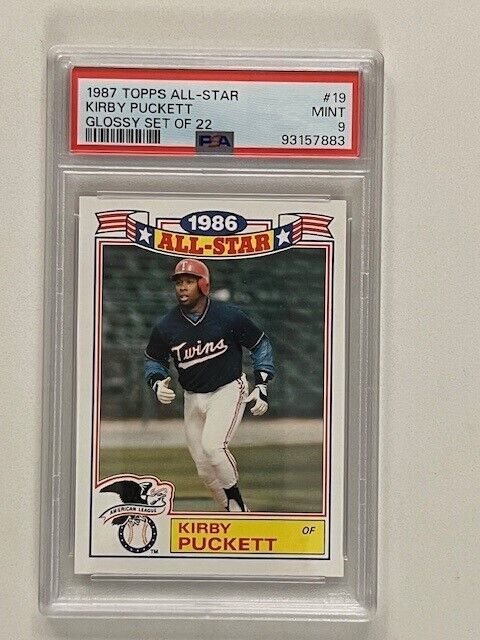 1987 TOPPS ALL-STAR #19
KIRBY PUCKETT MINT
GLOSSY SET OF 22 9
PSA 93157883
1986
ALL-STAR
Twins
AMERICAN LEAGUE
TM
KIRBY OF
PUCKETT